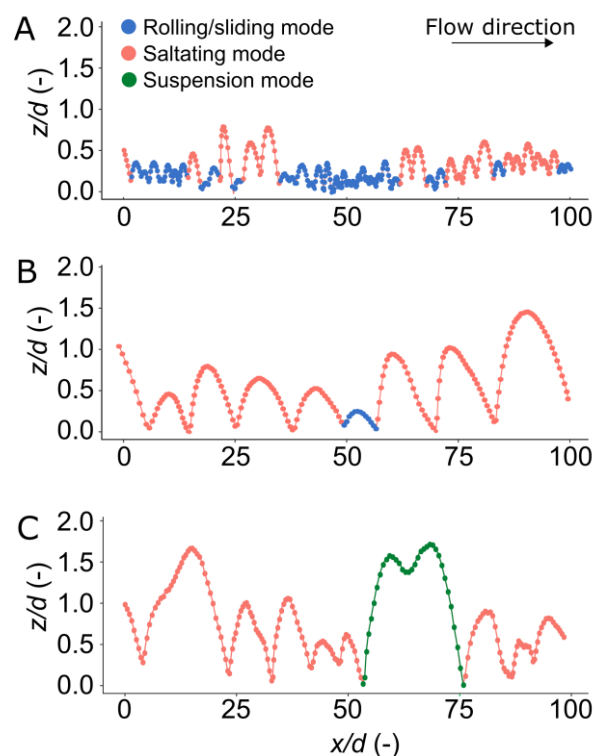 A
Rolling/sliding mode
Saltating mode
Suspension mode
Flow direction
z/d (-)
2.0
1.5
1.0
0.5
0.0
0 25 50 75 100
B
z/d (-)
2.0
1.5
1.0
0.5
0.0
0 25 50 75 100
C
z/d (-)
2.0
1.5
1.0
0.5
0.0
0 25 50 75 100
x/d (-)